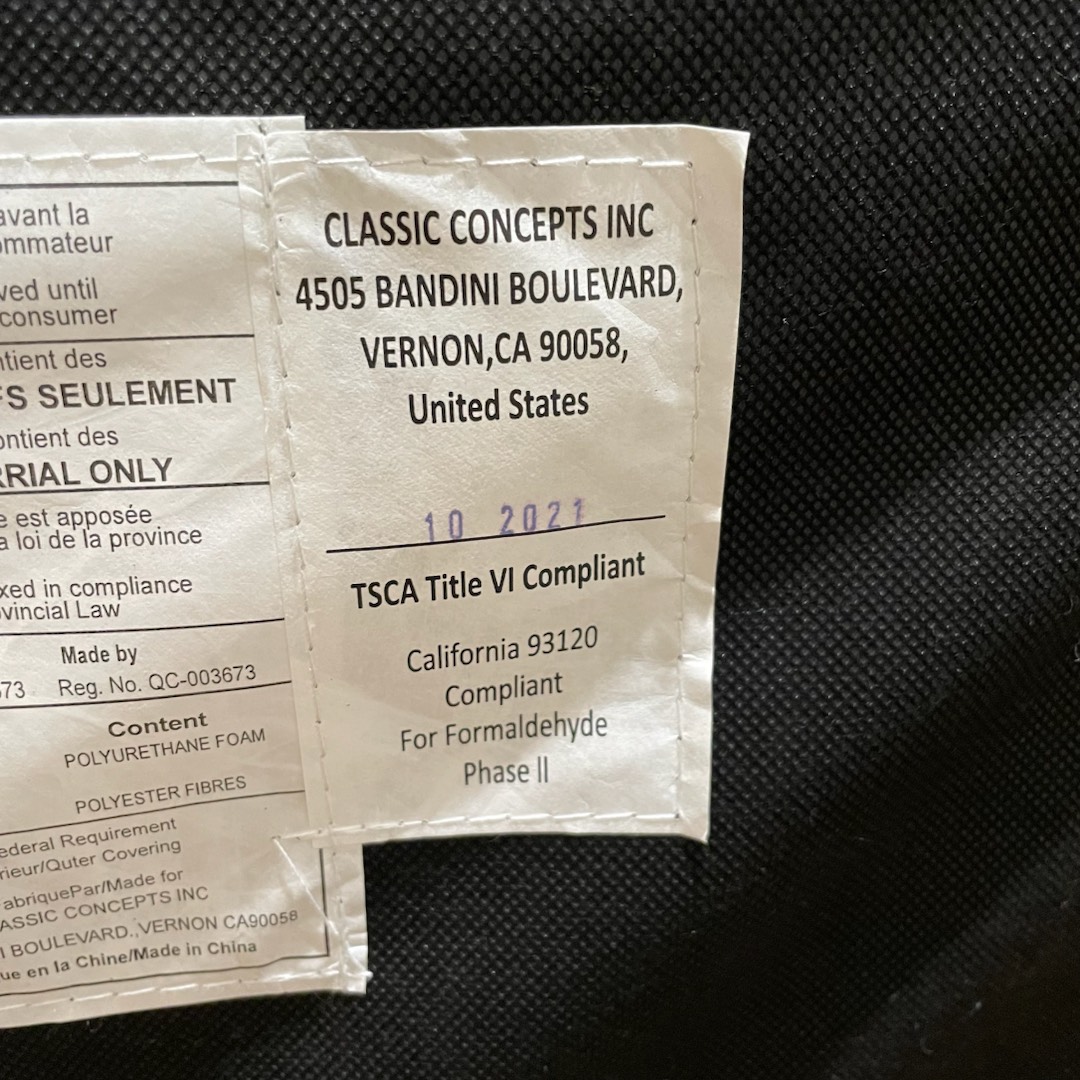 avant la
ommateur
ved until
consumer
ntient des
FS SEULEMENT
ontient des
RRIAL ONLY
e est apposée
a loi de la province
xed in compliance
vincial Law
Made by
673 Reg. No. QC-003673
Content
POLYURETHANE FOAM
POLYESTER FIBRES
ederal Requirement
rieur/Quter Covering
abriquePar/Made for
ASSIC CONCEPTS INC
I BOULEVARD.,VERNON CA90058
ue en la Chine/Made in China
CLASSIC CONCEPTS INC
4505 BANDINI BOULEVARD,
VERNON,CA 90058,
United States
10 2021
TSCA Title VI Compliant
California 93120
Compliant
For Formaldehyde
Phase II